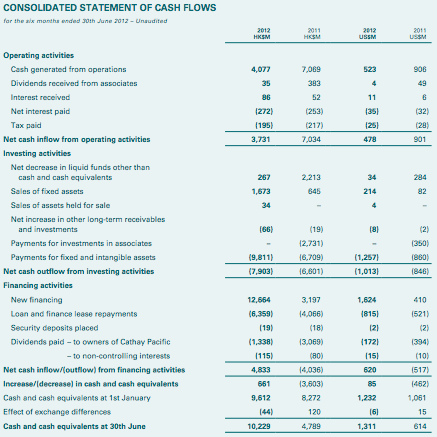 CONSOLIDATED STATEMENT OF CASH FLOWS
for the six months ended 30th June 2012 – Unaudited
2012 2011 2012 2011
HK$M HK$M US$M US$M
Operating activities
Cash generated from operations 4,077 7,069 523 906
Dividends received from associates 35 383 4 49
Interest received 86 52 11 6
Net interest paid (272) (253) (35) (32)
Tax paid (195) (217) (25) (28)
Net cash inflow from operating activities 3,731 7,034 478 901
Investing activities
Net decrease in liquid funds other than
cash and cash equivalents 267 2,213 34 284
Sales of fixed assets 1,673 645 214 82
Sales of assets held for sale 34 – 4 –
Net increase in other long-term receivables
and investments (66) (19) (8) (2)
Payments for investments in associates – (2,731) – (350)
Payments for fixed and intangible assets (9,811) (6,709) (1,257) (860)
Net cash outflow from investing activities (7,903) (6,601) (1,013) (846)
Financing activities
New financing 12,664 3,197 1,624 410
Loan and finance lease repayments (6,359) (4,066) (815) (521)
Security deposits placed (19) (18) (2) (2)
Dividends paid – to owners of Cathay Pacific (1,338) (3,069) (172) (394)
– to non-controlling interests (115) (80) (15) (10)
Net cash inflow/(outflow) from financing activities 4,833 (4,036) 620 (517)
Increase/(decrease) in cash and cash equivalents 661 (3,603) 85 (462)
Cash and cash equivalents at 1st January 9,612 8,272 1,232 1,061
Effect of exchange differences (44) 120 (6) 15
Cash and cash equivalents at 30th June 10,229 4,789 1,311 614